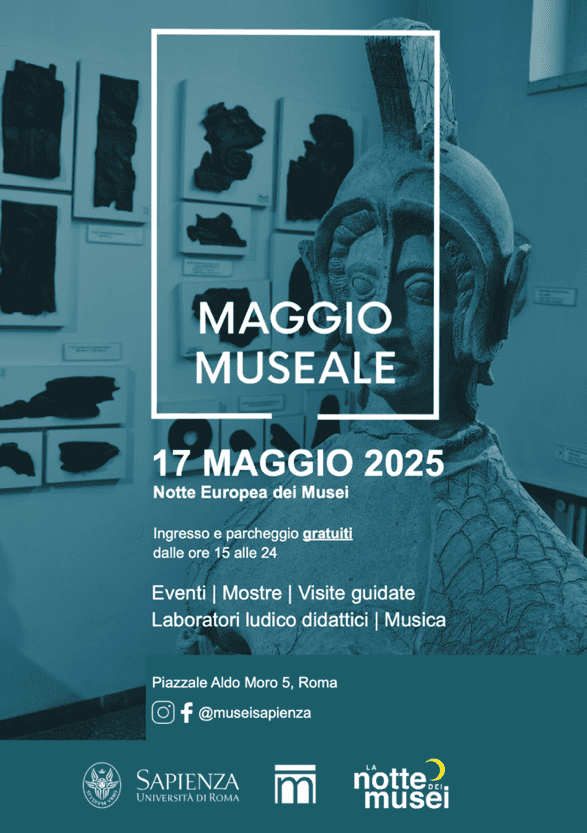 MAGGIO
MUSEALE
17 MAGGIO 2025
Notte Europea dei Musei
Ingresso e parcheggio gratuiti
dalle ore 15 alle 24
Eventi | Mostre | Visite guidate
Laboratori ludico didattici | Musica
Piazzale Aldo Moro 5, Roma
@museisapienza
SAPIENZA
UNIVERSITÀ DI ROMA
LA
notte
DEI
musei